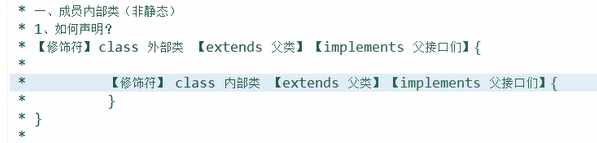 * 一、成员内部类（非静态）
* 1、如何声明？
* 【修饰符】class 外部类 【extends 父类】【implements 父接口们】{
*
* 【修饰符】 class 内部类 【extends 父类】【implements 父接口们】{
* }
* }
*